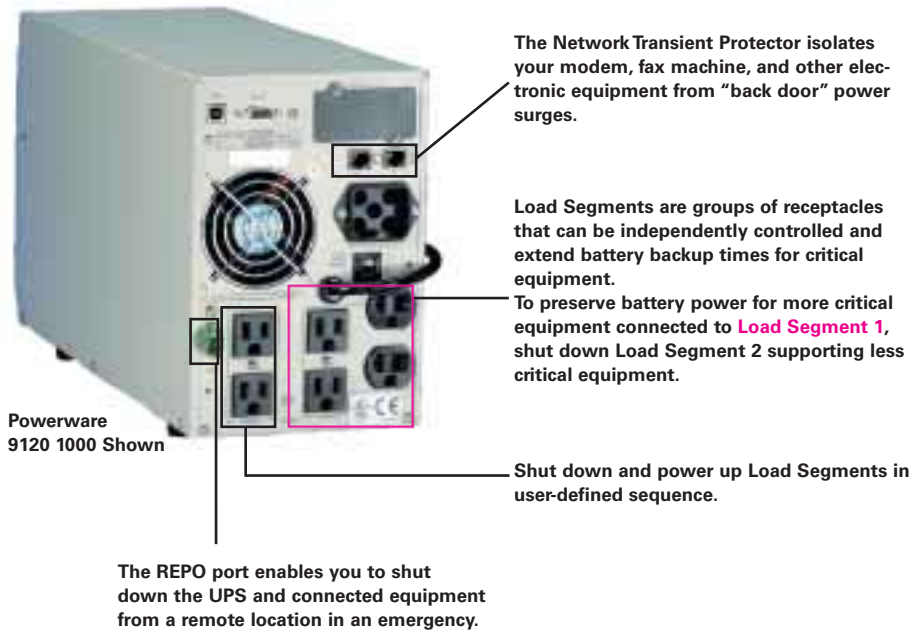 The Network Transient Protector isolates
your modem, fax machine, and other elec-
tronic equipment from “back door” power
surges.
Load Segments are groups of receptacles
that can be independently controlled and
extend battery backup times for critical
equipment.
To preserve battery power for more critical
equipment connected to Load Segment 1,
shut down Load Segment 2 supporting less
critical equipment.
Powerware
9120 1000 Shown
Shut down and power up Load Segments in
user-defined sequence.
The REPO port enables you to shut
down the UPS and connected equipment
from a remote location in an emergency.
CE